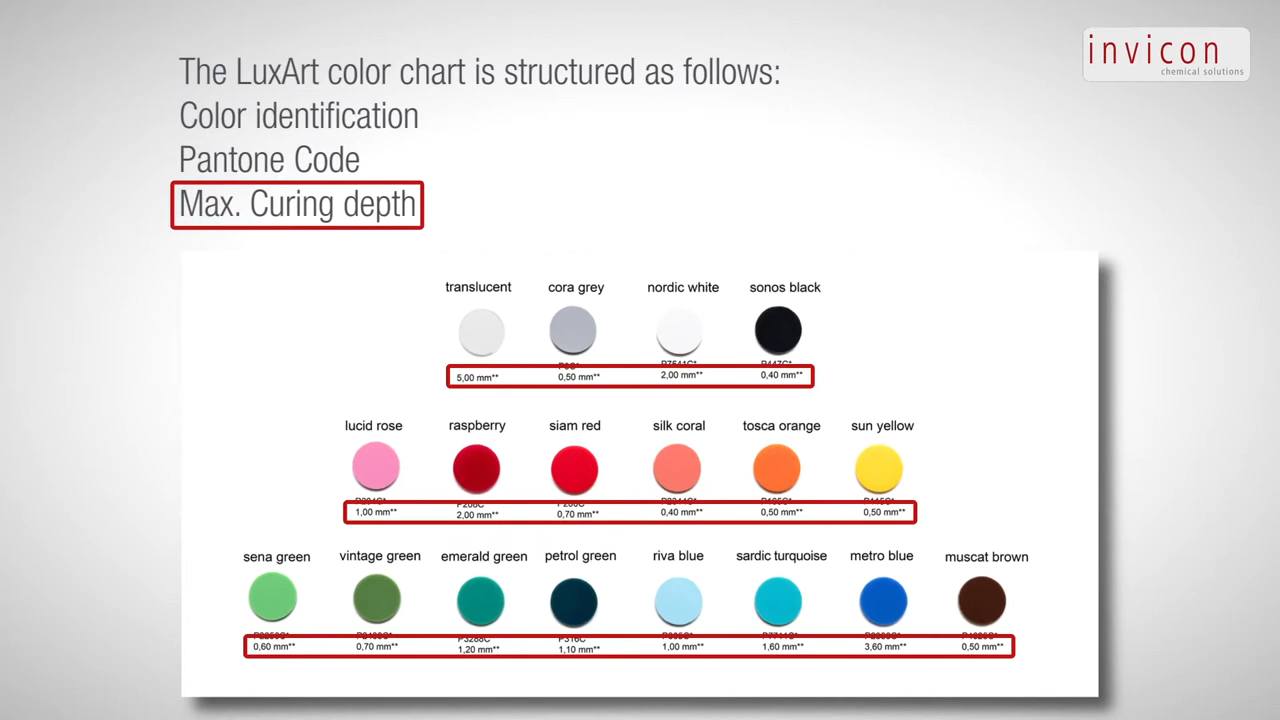 invicon
chemical solutions
The LuxArt color chart is structured as follows:
Color identification
Pantone Code
Max. Curing depth
translucent cora grey nordic white sonos black
5,00 mm** 0,50 mm** 2,00 mm** 0,40 mm**
lucid rose raspberry siam red silk coral tosca orange sun yellow
1,00 mm** 2,00 mm** 0,70 mm** 0,40 mm** 0,50 mm** 0,50 mm**
sena green vintage green emerald green petrol green riva blue sardic turquoise metro blue muscat brown
P3288C P316C
0,60 mm** 0,70 mm** 1,20 mm** 1,10 mm** 1,00 mm** 1,60 mm** 3,60 mm** 0,50 mm**